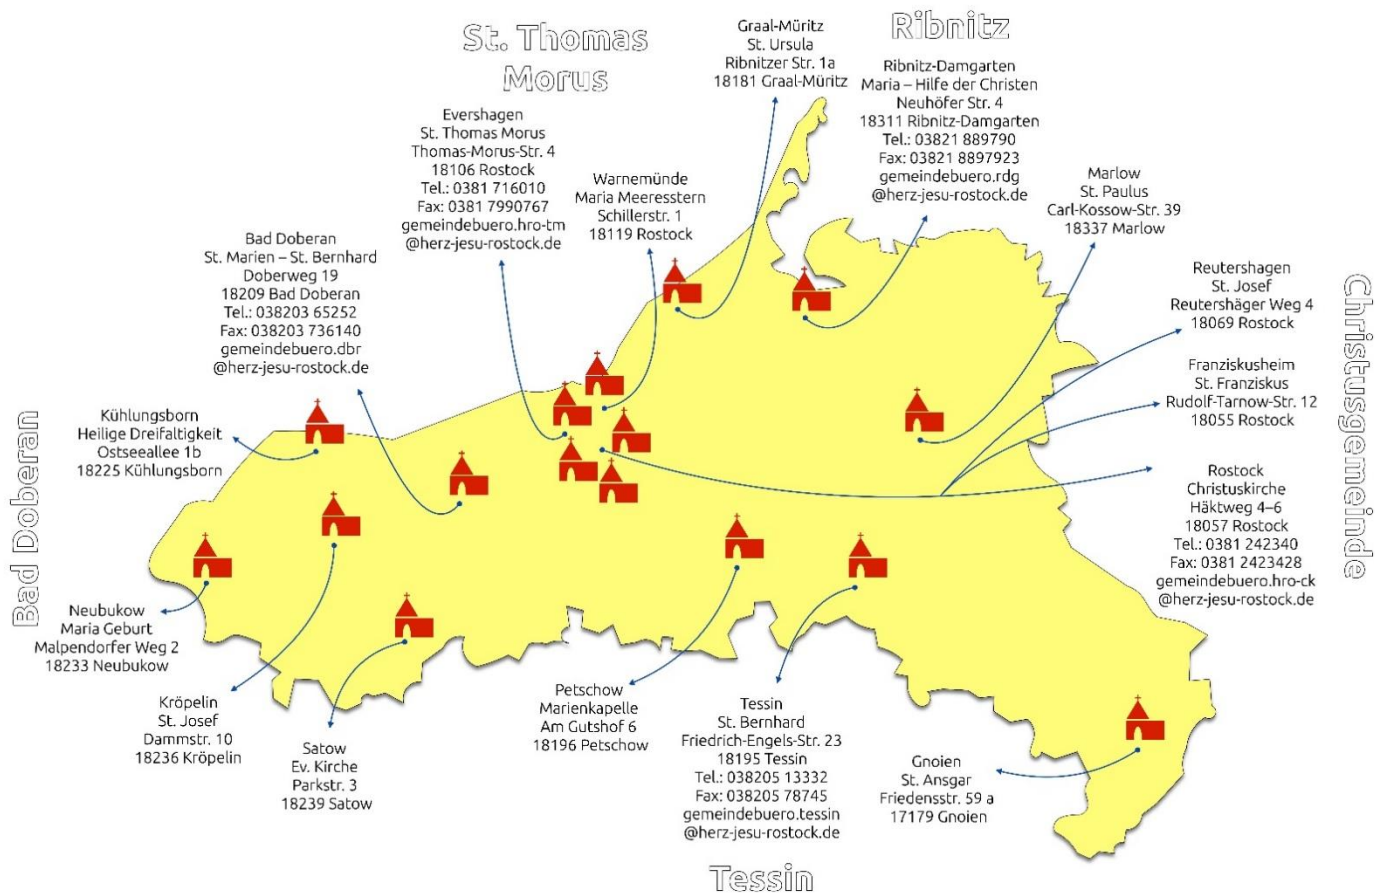 St. Thomas
Morus
Ribnitz
Graal-Müritz
St. Ursula
Ribnitzer Str. 1a
18181 Graal-Müritz
Ribnitz-Damgarten
Maria – Hilfe der Christen
Neuhöfer Str. 4
18311 Ribnitz-Damgarten
Tel.: 03821 889790
Fax: 03821 8897923
gemeindebuero.rdg
@herz-jesu-rostock.de
Evershagen
St. Thomas Morus
Thomas-Morus-Str. 4
18106 Rostock
Tel.: 0381 716010
Fax: 0381 7990767
gemeindebuero.hro-tm
@herz-jesu-rostock.de
Warnemünde
Maria Meeresstern
Schillerstr. 1
18119 Rostock
Marlow
St. Paulus
Carl-Kossow-Str. 39
18337 Marlow
Bad Doberan
St. Marien – St. Bernhard
Doberweg 19
18209 Bad Doberan
Tel.: 038203 65252
Fax: 038203 736140
gemeindebuero.dbr
@herz-jesu-rostock.de
Reutershagen
St. Josef
Reutershäger Weg 4
18069 Rostock
Christusgemeinde
Franziskusheim
St. Franziskus
Rudolf-Tarnow-Str. 12
18055 Rostock
Bad Doberan
Kühlungsborn
Heilige Dreifaltigkeit
Ostseeallee 1b
18225 Kühlungsborn
Rostock
Christuskirche
Häktweg 4–6
18057 Rostock
Tel.: 0381 242340
Fax: 0381 2423428
gemeindebuero.hro-ck
@herz-jesu-rostock.de
Neubukow
Maria Geburt
Malpendorfer Weg 2
18233 Neubukow
Kröpelin
St. Josef
Dammstr. 10
18236 Kröpelin
Satow
Ev. Kirche
Parkstr. 3
18239 Satow
Petschow
Marienkapelle
Am Gutshof 6
18196 Petschow
Tessin
St. Bernhard
Friedrich-Engels-Str. 23
18195 Tessin
Tel.: 038205 13332
Fax: 038205 78745
gemeindebuero.tessin
@herz-jesu-rostock.de
Gnoien
St. Ansgar
Friedensstr. 59 a
17179 Gnoien
Tessin